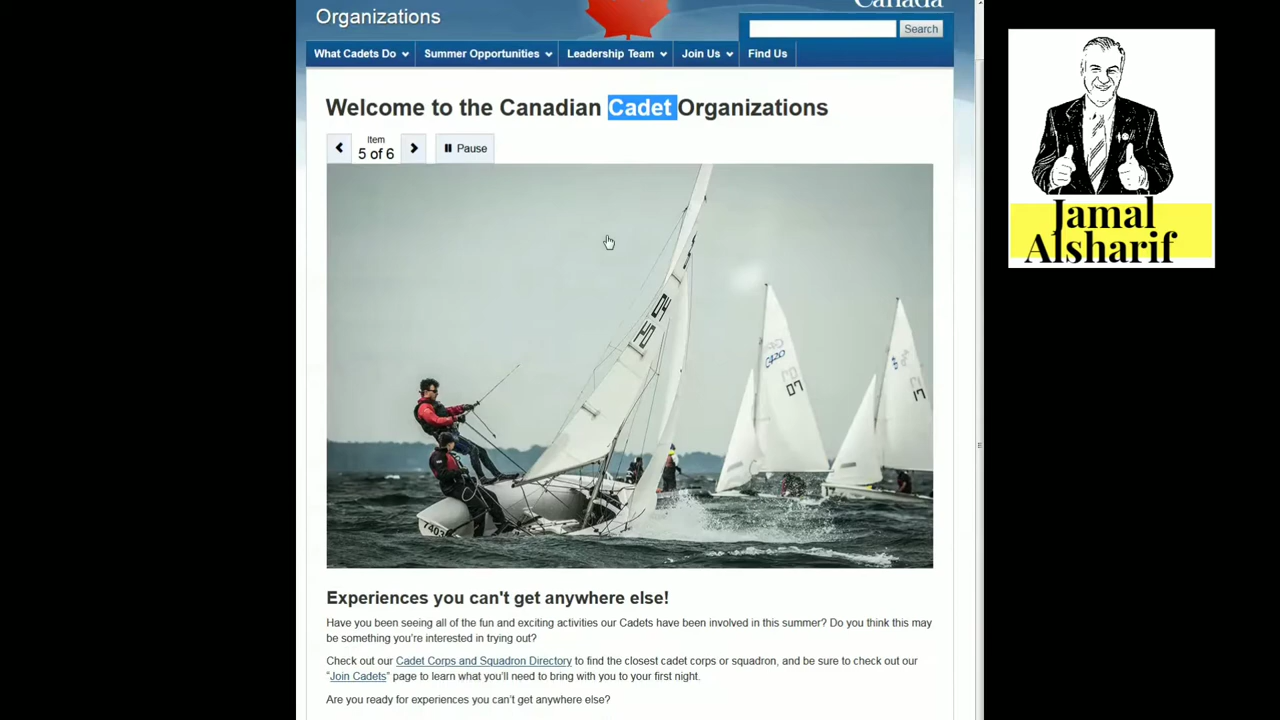 Organizations
Canada
Search
What Cadets Do
Summer Opportunities
Leadership Team
Join Us
Find Us
Welcome to the Canadian Cadet Organizations
Item
5 of 6
Pause
Jamal
Alsharif
C420
07
17
7403
Experiences you can't get anywhere else!
Have you been seeing all of the fun and exciting activities our Cadets have been involved in this summer? Do you think this may
be something you're interested in trying out?
Check out our Cadet Corps and Squadron Directory to find the closest cadet corps or squadron, and be sure to check out our
“Join Cadets” page to learn what you'll need to bring with you to your first night.
Are you ready for experiences you can’t get anywhere else?